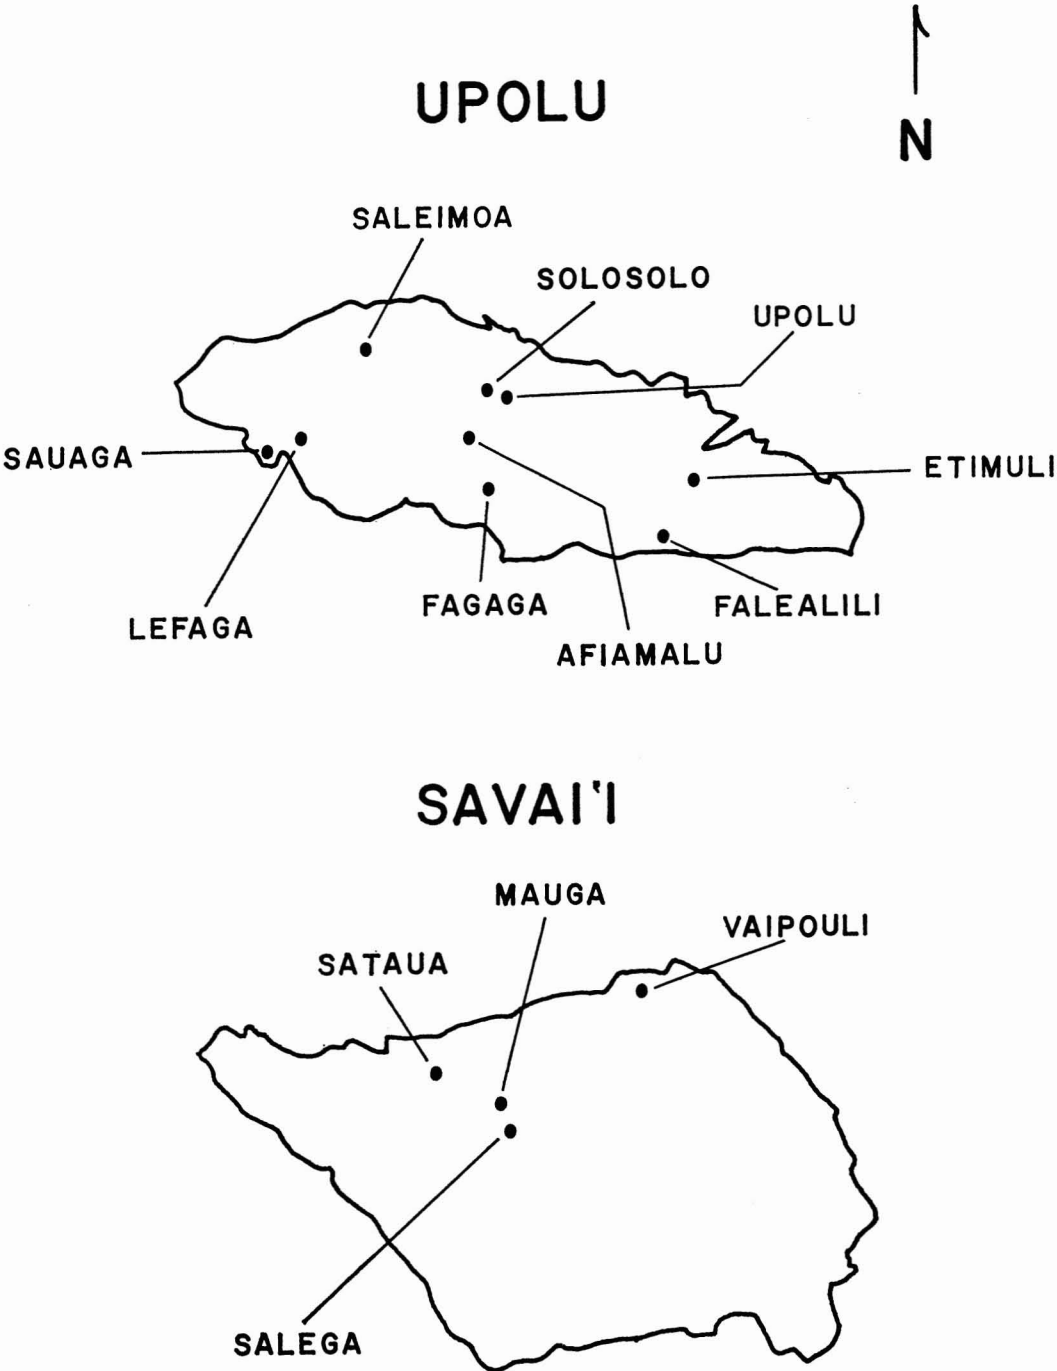 UPOLU
N
SALEIMOA
SOLOSOLO
UPOLU
SAUAGA
ETIMULI
LEFAGA
FAGAGA
FALEALILI
AFIAMALU
SAVAI'I
MAUGA
VAIPOULI
SATAUA
SALEGA